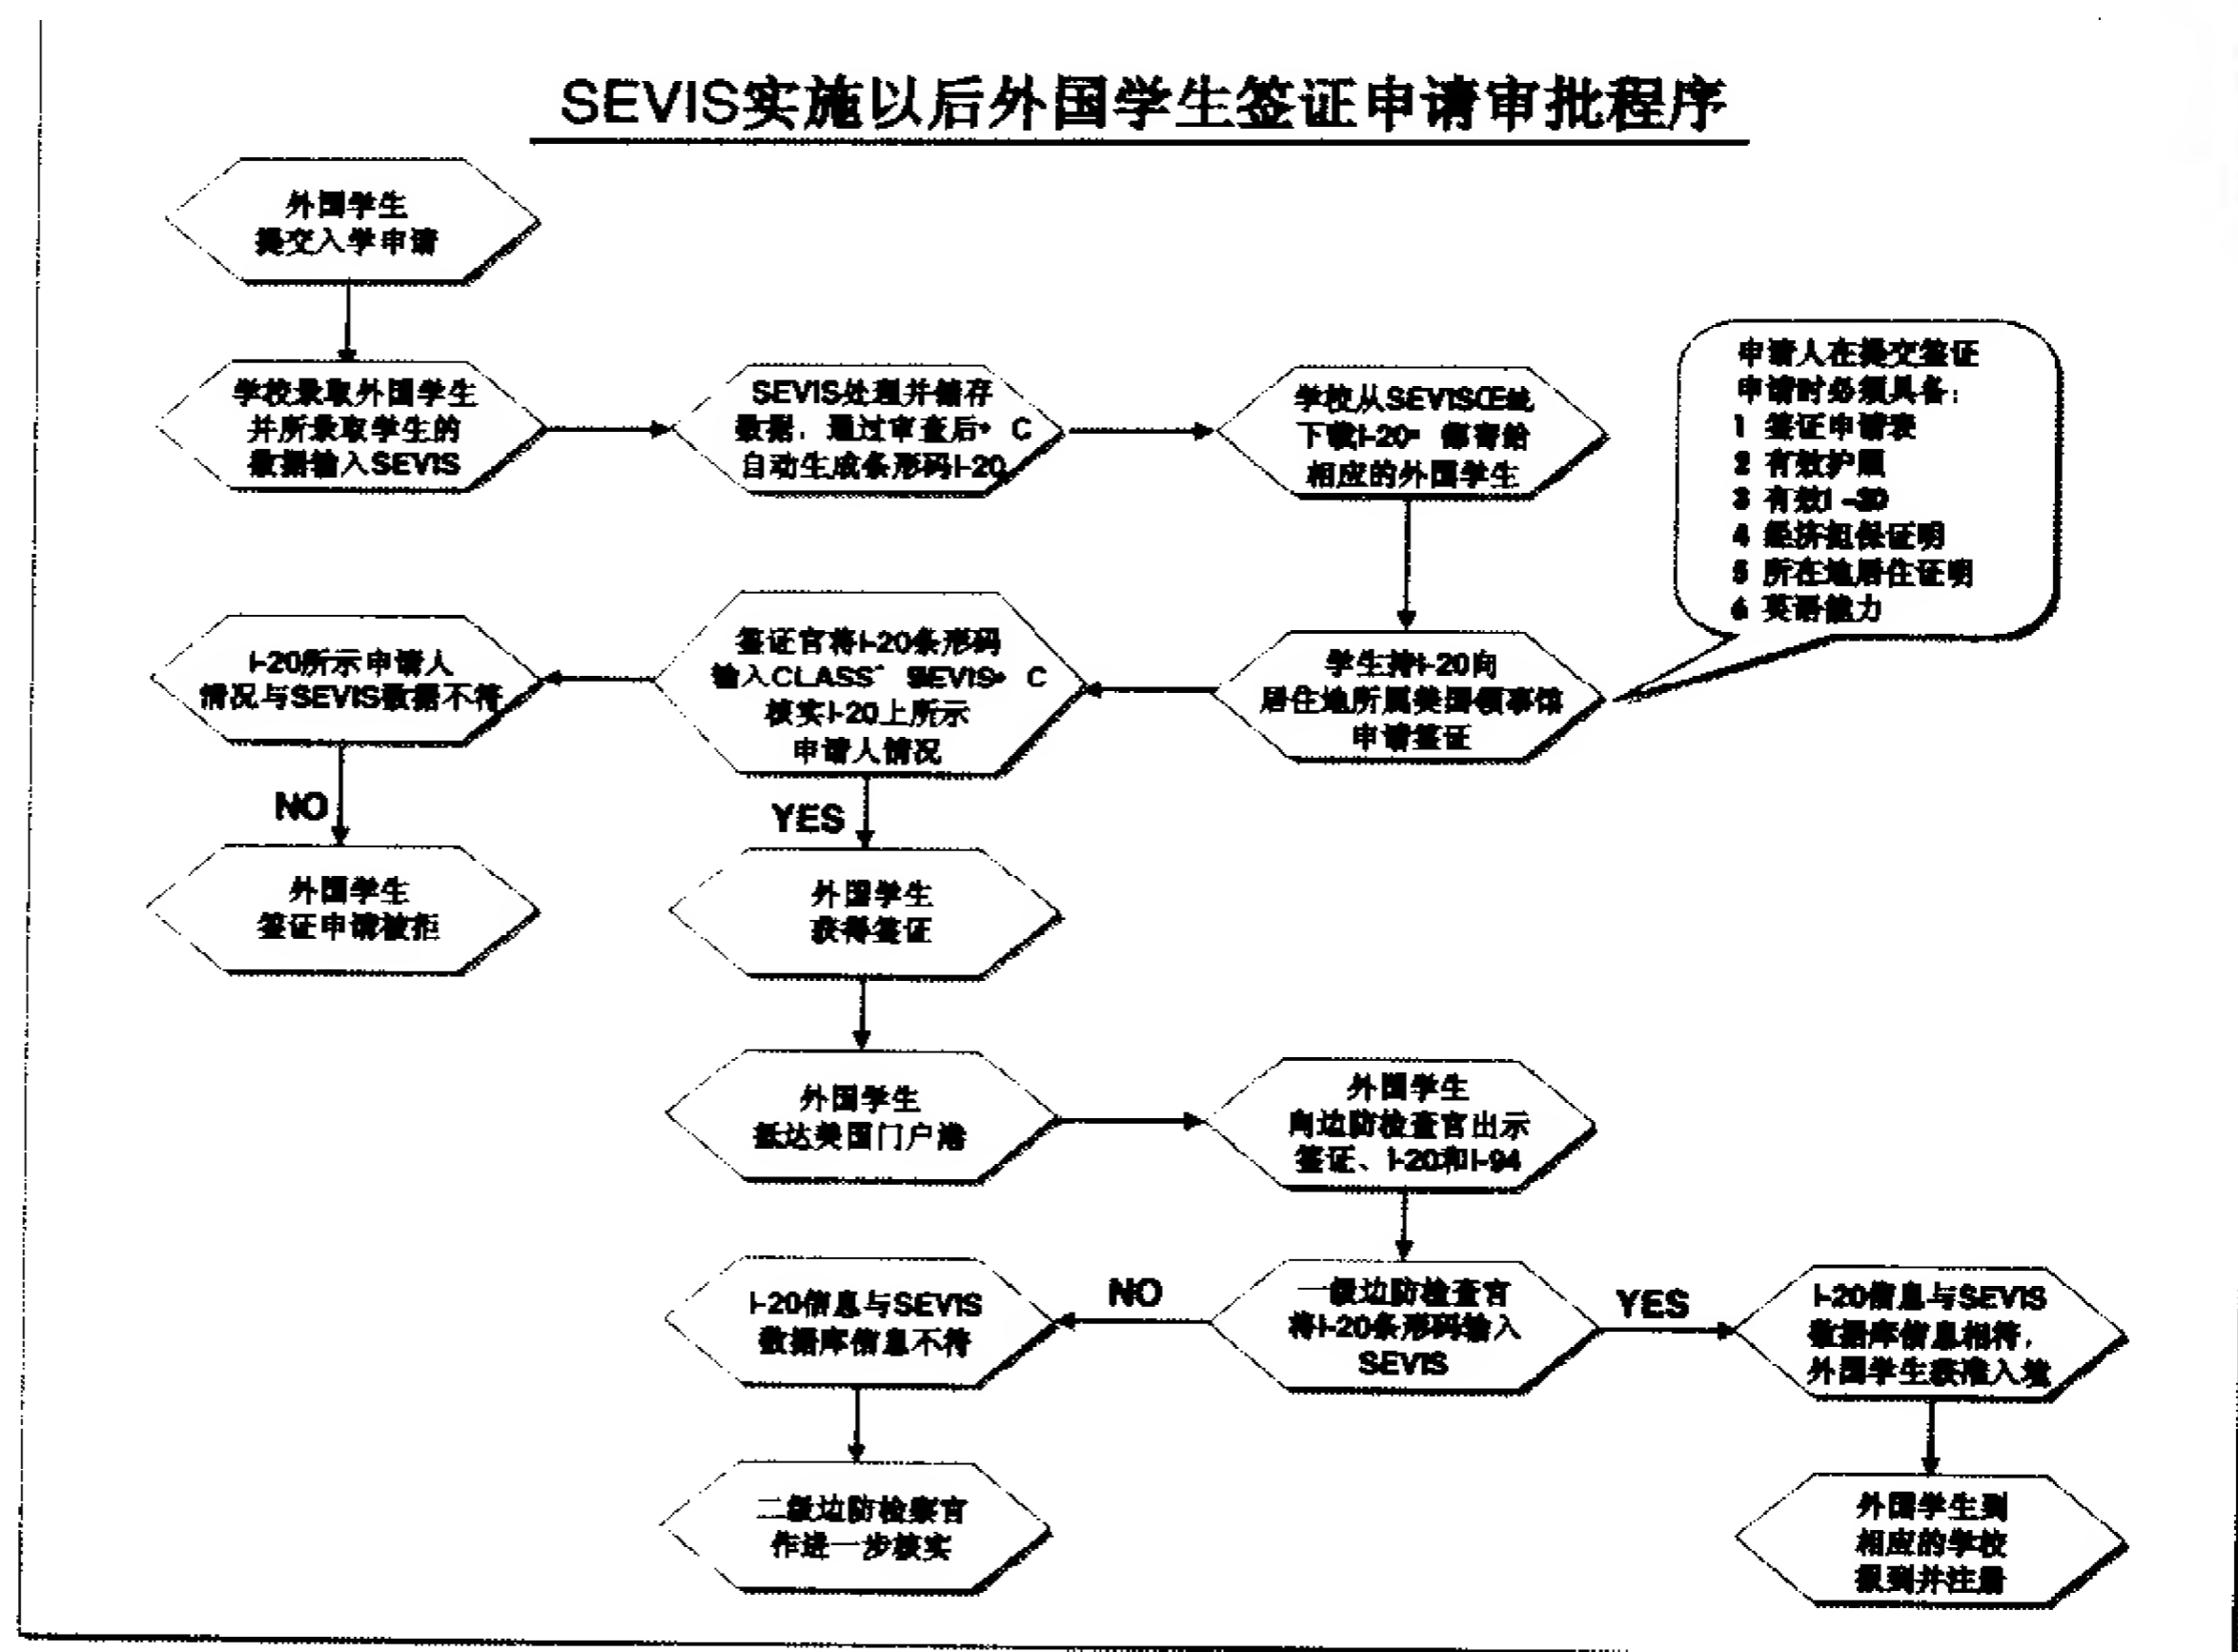 SEVIS实施以后外国学生签证申请审批程序
外国学生
提交入学申请
学校录取外国学生
并所录取学生的
数据输入SEVIS
SEVIS处理并储存
数据，通过审查后• C
自动生成条形码I-20
学校从SEVISŒ
下载I-20• 邮寄给
相应的外国学生
申请人在提交签证
申请时必须具备：
1 签证申请表
2 有效护照
3 有效I-20
4 经济担保证明
5 所在地居住证明
6 英语能力
I-20所示申请人
情况与SEVIS数据不符
签证官将I-20条形码
输入CLASS¯ SEVIS• C
核实I-20上所示
申请人情况
学生持I-20向
居住地所属美国领事馆
申请签证
NO
YES
外国学生
签证申请被拒
外国学生
获得签证
外国学生
抵达美国门户港
外国学生
向边防检查官出示
签证、I-20和I-94
I-20信息与SEVIS
数据库信息不符
NO
一级边防检查官
将I-20条形码输入
SEVIS
YES
I-20信息与SEVIS
数据库信息相符，
外国学生获准入境
二级边防检察官
作进一步核实
外国学生到
相应的学校
报到并注册